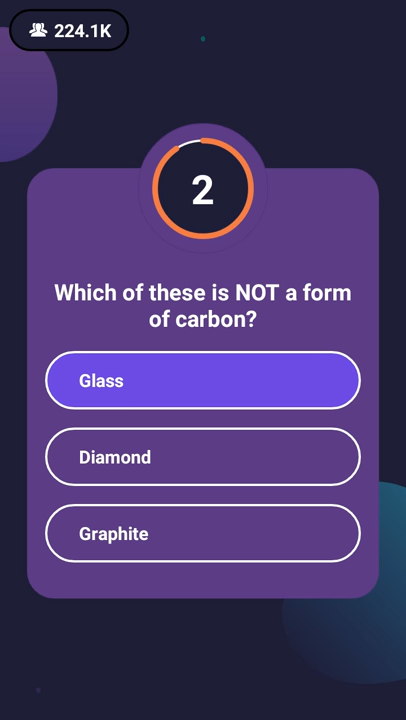 224.1K
2
Which of these is NOT a form
of carbon?
Glass
Diamond
Graphite